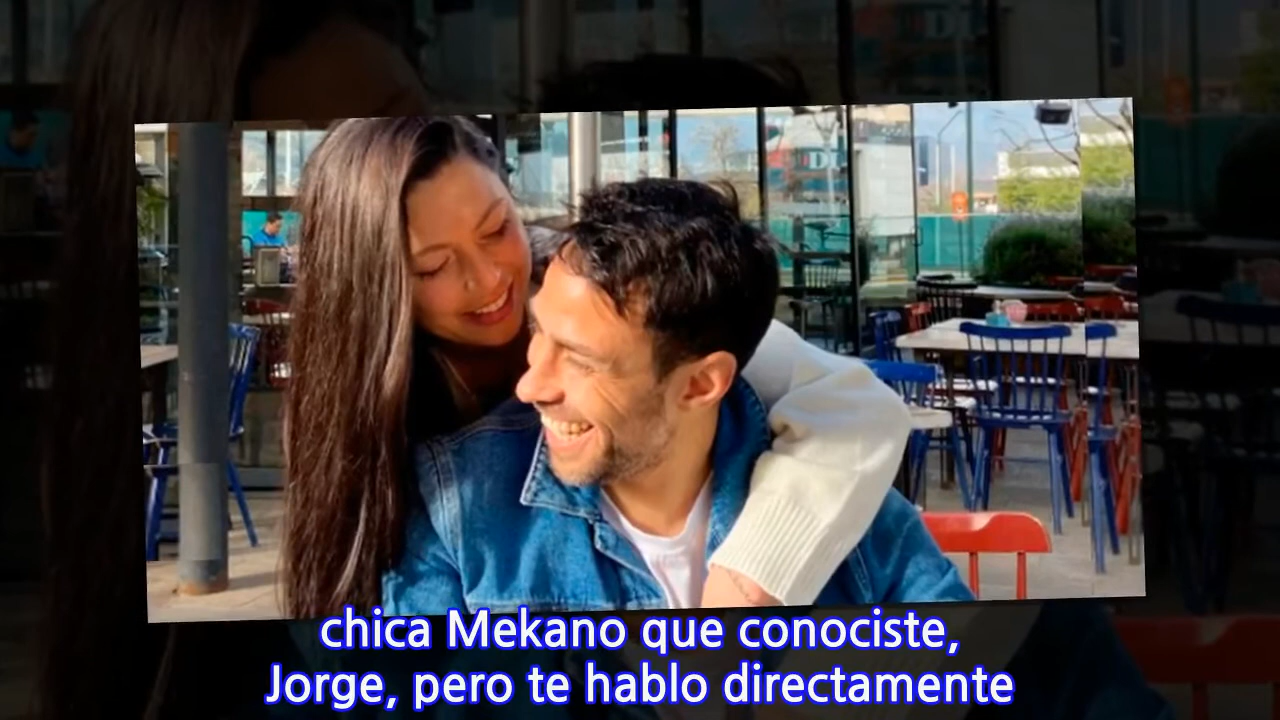 chica Mekano que conociste,
Jorge, pero te hablo directamente